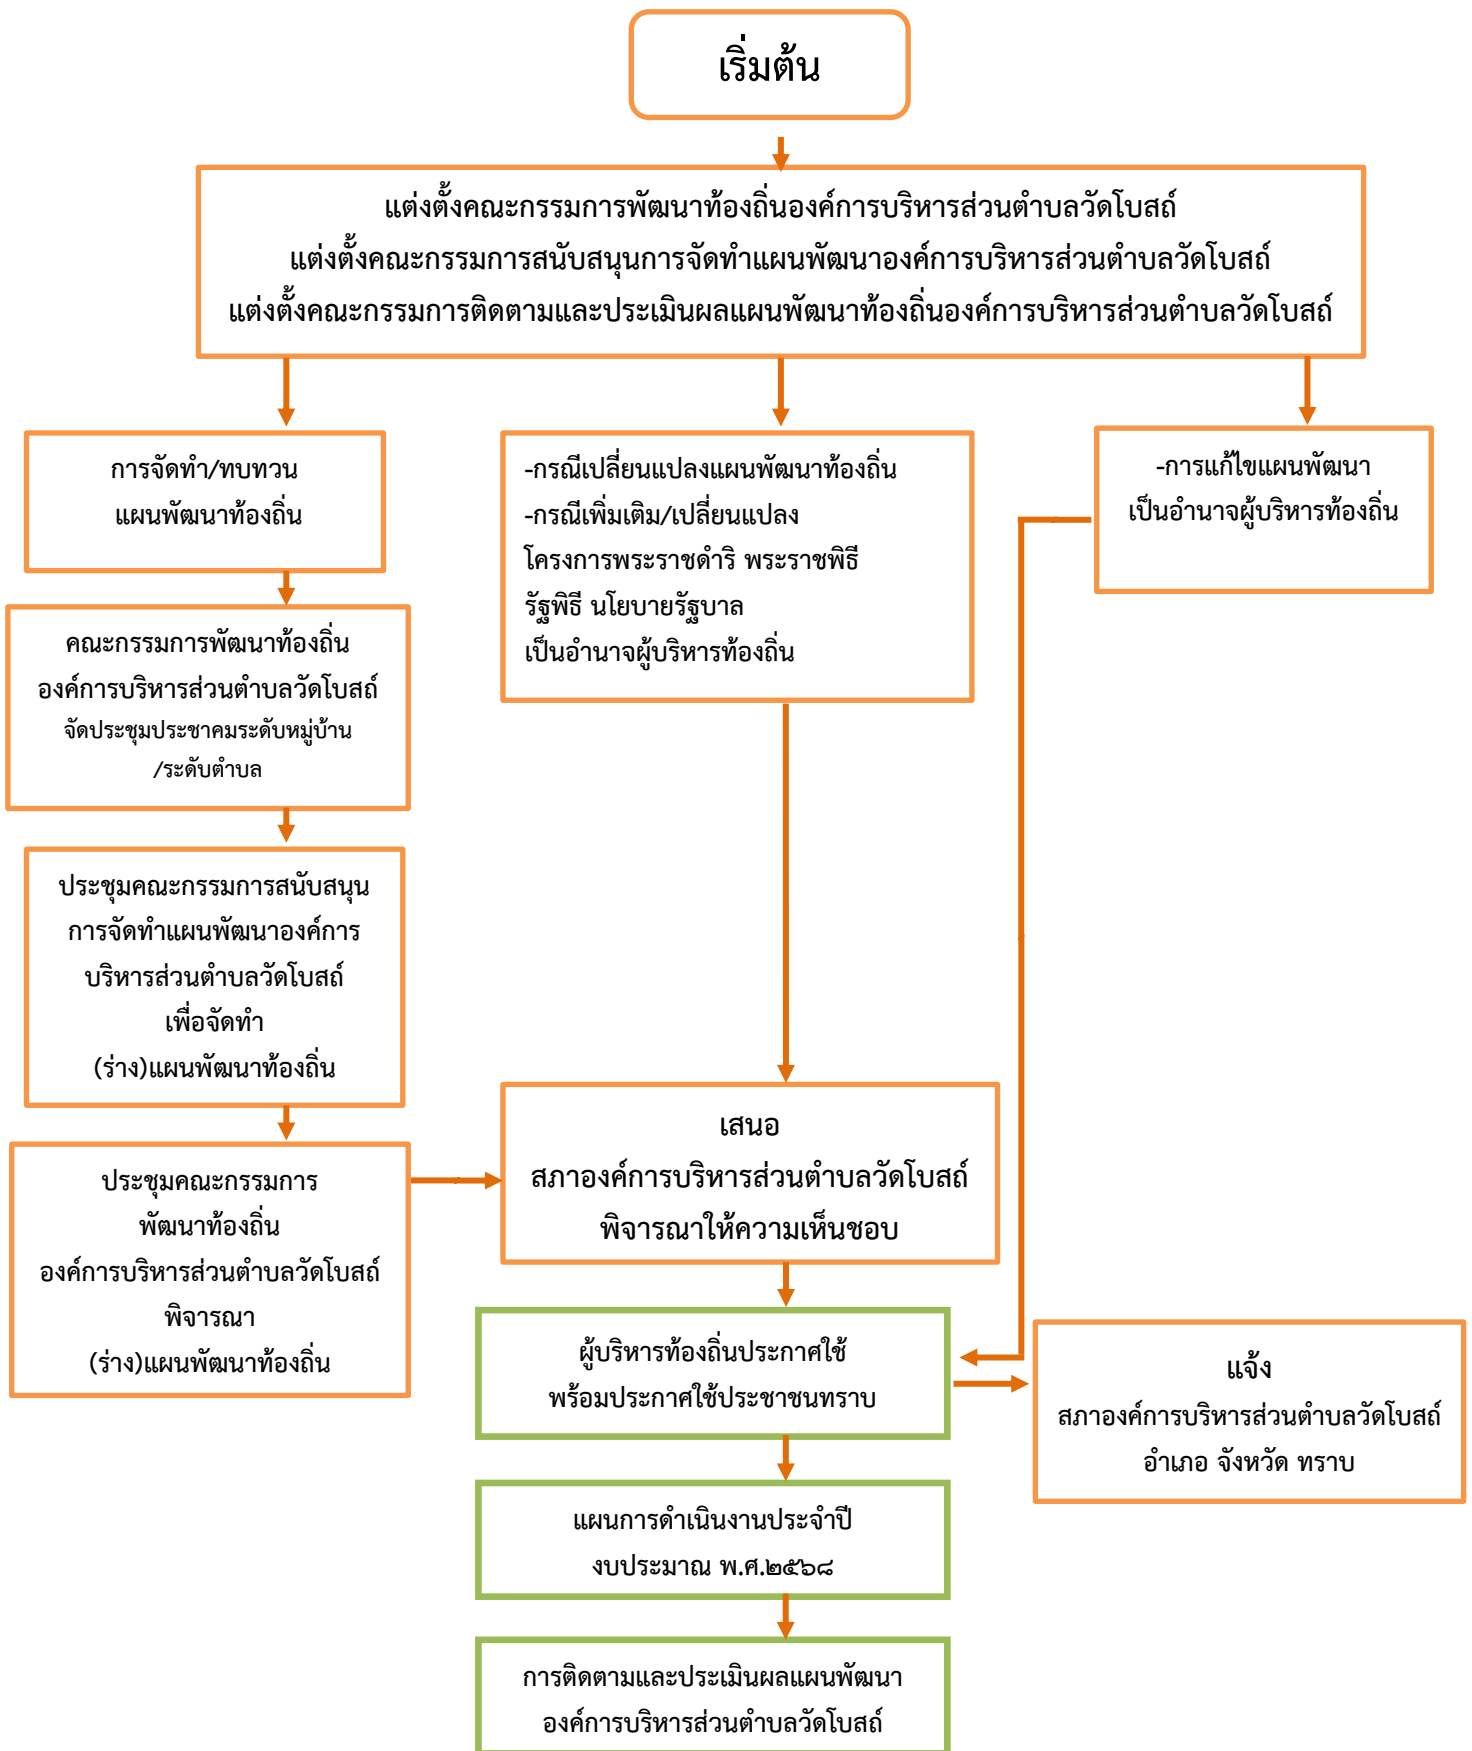 เริ่มต้น
แต่งตั้งคณะกรรมการพัฒนาท้องถิ่นองค์การบริหารส่วนตำบลวัดโบสถ์
แต่งตั้งคณะกรรมการสนับสนุนการจัดทำแผนพัฒนาองค์การบริหารส่วนตำบลวัดโบสถ์
แต่งตั้งคณะกรรมการติดตามและประเมินผลแผนพัฒนาท้องถิ่นองค์การบริหารส่วนตำบลวัดโบสถ์
การจัดทำ/ทบทวน
แผนพัฒนาท้องถิ่น
คณะกรรมการพัฒนาท้องถิ่น
องค์การบริหารส่วนตำบลวัดโบสถ์
จัดประชุมประชาคมระดับหมู่บ้าน
/ระดับตำบล
ประชุมคณะกรรมการสนับสนุน
การจัดทำแผนพัฒนาองค์การ
บริหารส่วนตำบลวัดโบสถ์
เพื่อจัดทำ
(ร่าง)แผนพัฒนาท้องถิ่น
ประชุมคณะกรรมการ
พัฒนาท้องถิ่น
องค์การบริหารส่วนตำบลวัดโบสถ์
พิจารณา
(ร่าง)แผนพัฒนาท้องถิ่น
-กรณีเปลี่ยนแปลงแผนพัฒนาท้องถิ่น
-กรณีเพิ่มเติม/เปลี่ยนแปลง
โครงการพระราชดำริ พระราชพิธี
รัฐพิธี นโยบายรัฐบาล
เป็นอำนาจผู้บริหารท้องถิ่น
-การแก้ไขแผนพัฒนา
เป็นอำนาจผู้บริหารท้องถิ่น
เสนอ
สภาองค์การบริหารส่วนตำบลวัดโบสถ์
พิจารณาให้ความเห็นชอบ
ผู้บริหารท้องถิ่นประกาศใช้
พร้อมประกาศใช้ประชาชนทราบ
แจ้ง
สภาองค์การบริหารส่วนตำบลวัดโบสถ์
อำเภอ จังหวัด ทราบ
แผนการดำเนินงานประจำปี
งบประมาณ พ.ศ.๒๕๖๘
การติดตามและประเมินผลแผนพัฒนา
องค์การบริหารส่วนตำบลวัดโบสถ์